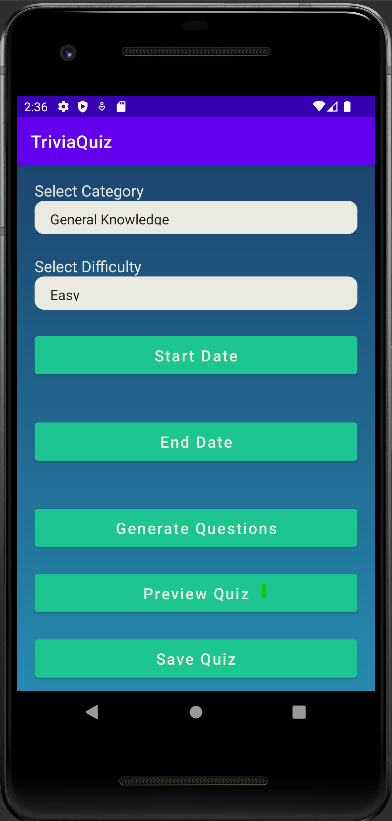 2:36
TriviaQuiz
Select Category
General Knowledge
Select Difficulty
Easy
Start Date
End Date
Generate Questions
Preview Quiz
Save Quiz